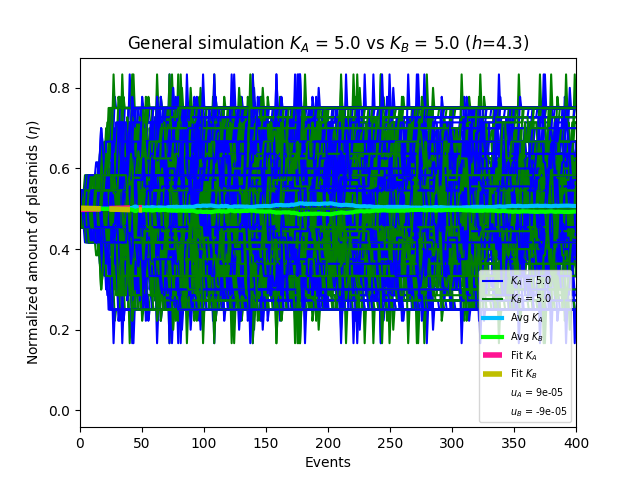 General simulation K_A = 5.0 vs K_B = 5.0 (h=4.3)
Normalized amount of plasmids (η)
0.8
0.6
0.4
0.2
0.0
K_A = 5.0
K_B = 5.0
Avg K_A
Avg K_B
Fit K_A
Fit K_B
u_A = 9e-05
u_B = -9e-05
0 50 100 150 200 250 300 350 400
Events